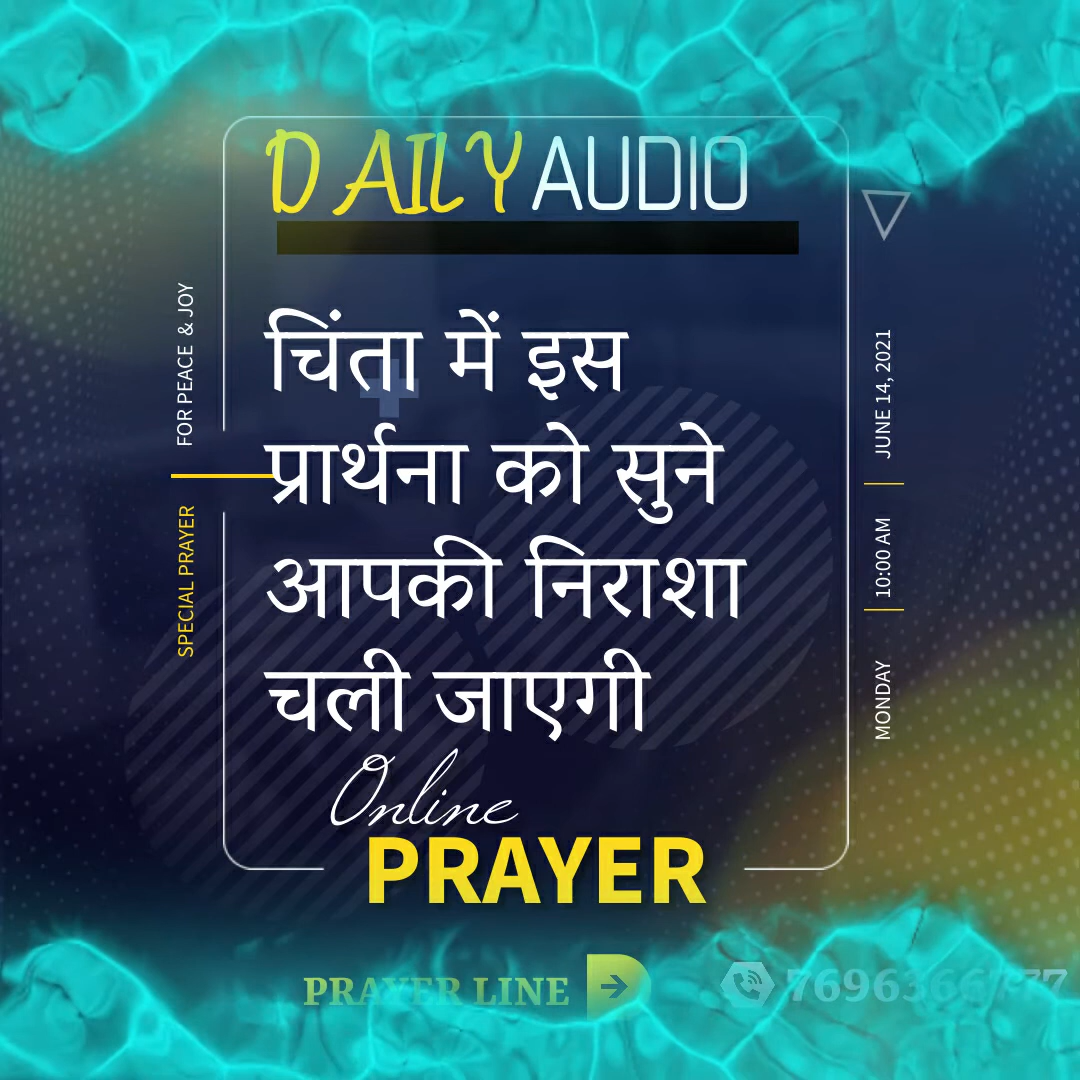 DAILY AUDIO
चिंता में इस
प्रार्थना को सुने
आपकी निराशा
चली जाएगी
Online
PRAYER
FOR PEACE & JOY
SPECIAL PRAYER
JUNE 14, 2021
10:00 AM
MONDAY
PRAYER LINE
7696366777